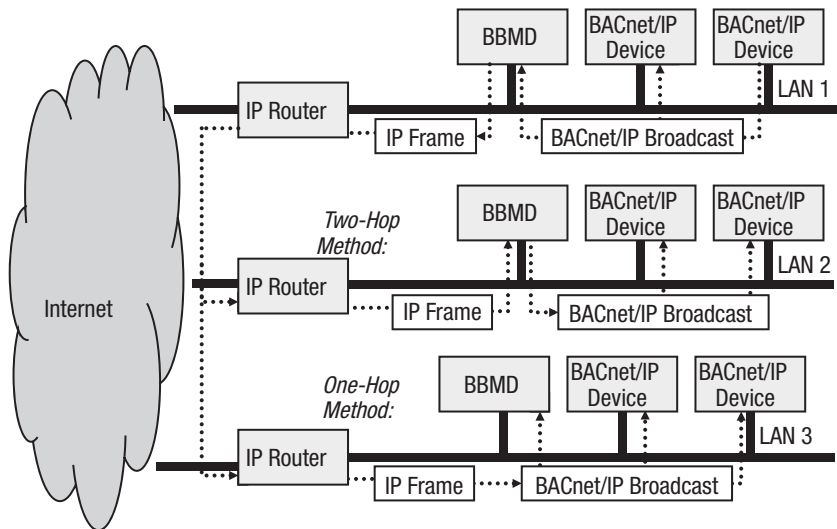 BBMD
BACnet/IP
Device
BACnet/IP
Device
LAN 1
IP Router
IP Frame
BACnet/IP Broadcast
Two-Hop
Method:
BBMD
BACnet/IP
Device
BACnet/IP
Device
LAN 2
IP Router
Internet
IP Frame
BACnet/IP Broadcast
One-Hop
Method:
BBMD
BACnet/IP
Device
BACnet/IP
Device
LAN 3
IP Router
IP Frame
BACnet/IP Broadcast